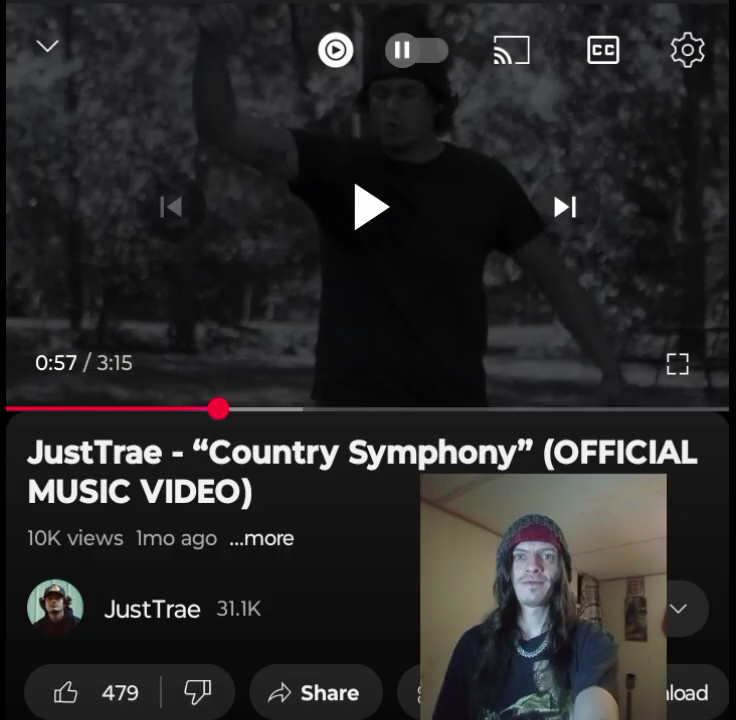 CC
0:57 / 3:15
JustTrae - “Country Symphony” (OFFICIAL
MUSIC VIDEO)
10K views 1mo ago ...more
JustTrae 31.1K
479 Share